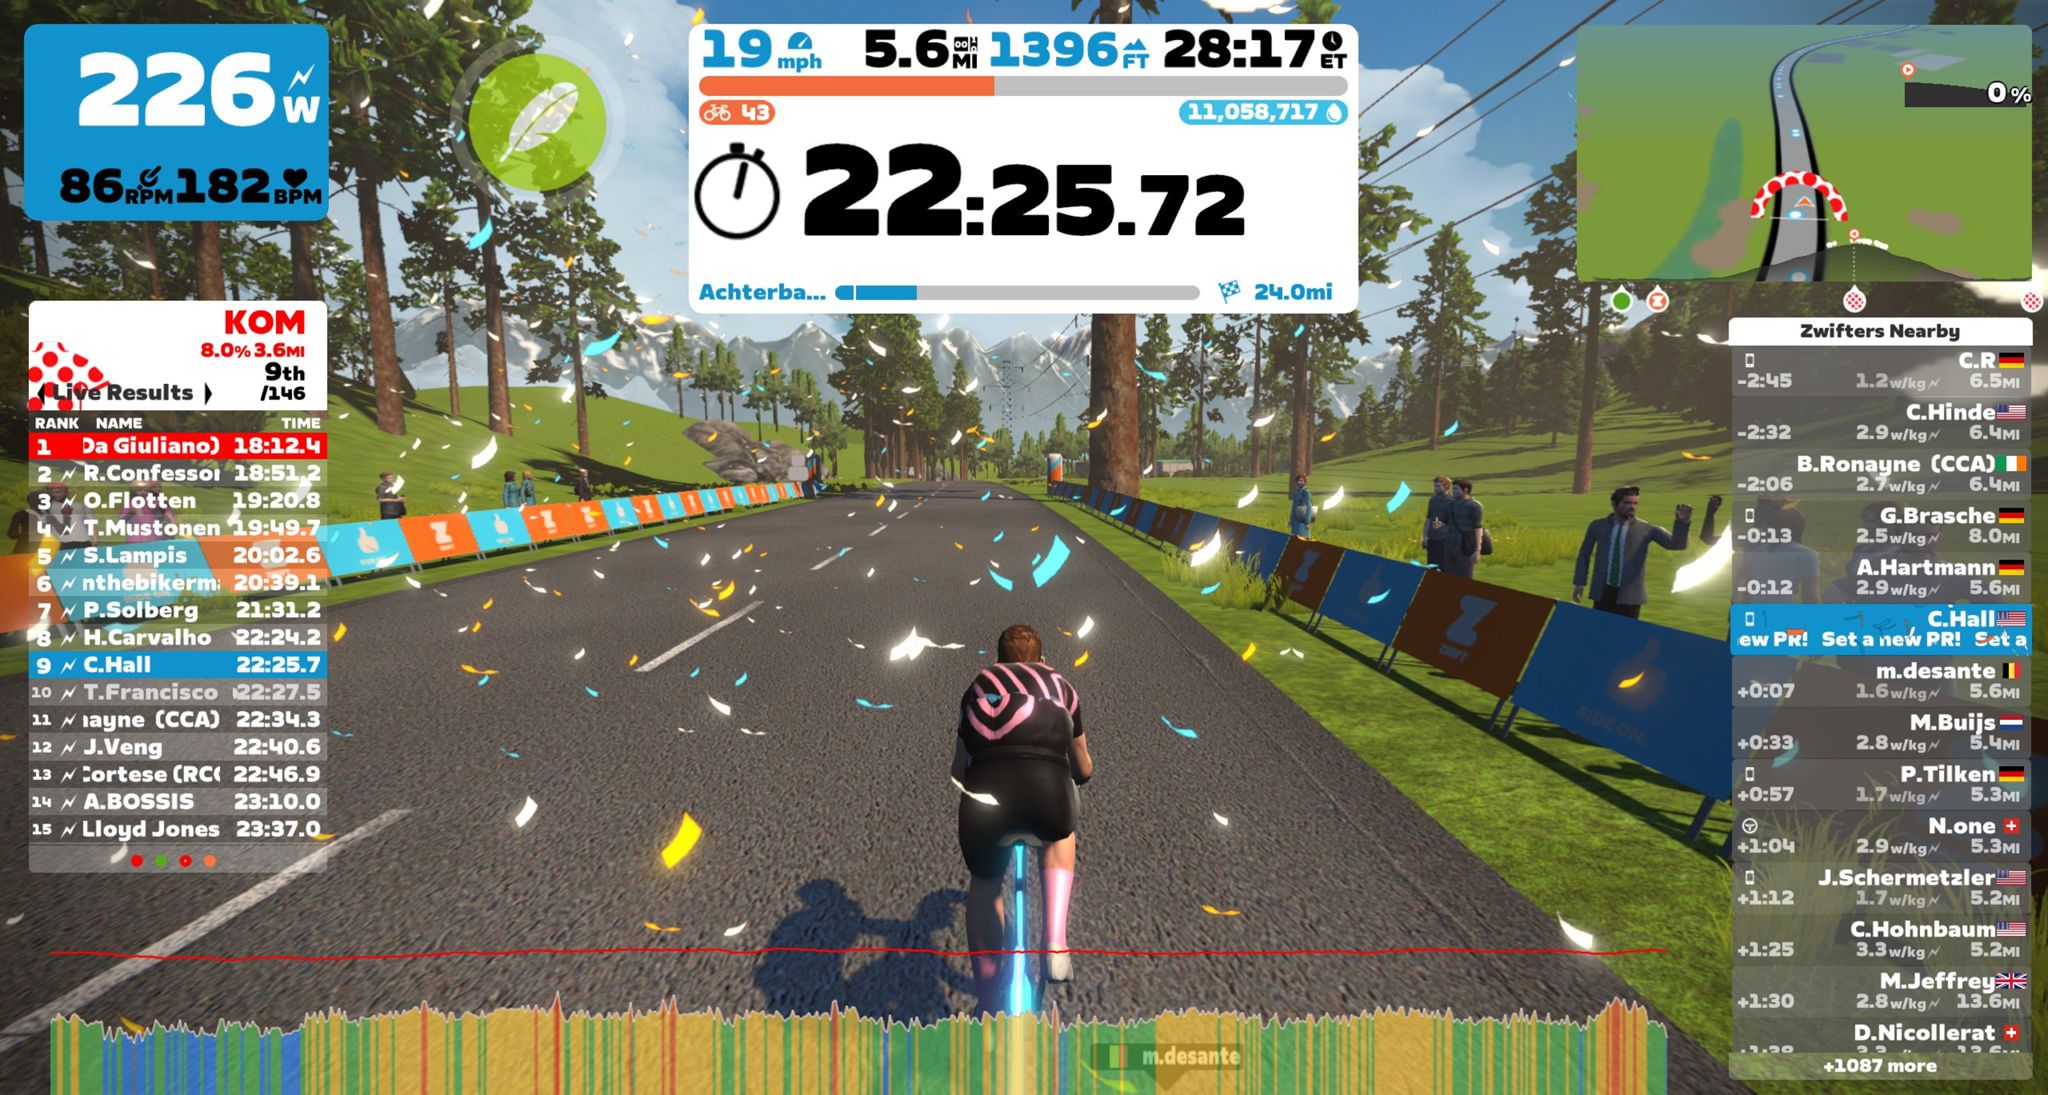 226 W
86 RPM 182 BPM
19 mph 5.6 MI 1396 FT 28:17 ET
43
11,058,717
22:25.72
Achterba... 24.0mi
0%
KOM
8.0% 3.6MI
9th
/146
Live Results
RANK NAME TIME
1 Da Giuliano) 18:12.4
2 R.Confessor 18:51.2
3 O.Flotten 19:20.8
4 T.Mustonen 19:49.7
5 S.Lampis 20:02.6
6 nthebikerm 20:39.1
7 P.Solberg 21:31.2
8 H.Carvalho 22:24.2
9 C.Hall 22:25.7
10 T.Francisco 22:27.5
11 nayne (CCA) 22:34.3
12 J.Veng 22:40.6
13 Cortese (RC 22:46.9
14 A.BOSSIS 23:10.0
15 Lloyd Jones 23:37.0
Zwifters Nearby
C.R
-2:45 1.2w/kg 6.5MI
C.Hinde
-2:32 2.9w/kg 6.4MI
B.Ronayne (CCA)
-2:06 2.7w/kg 6.4MI
G.Brasche
-0:13 2.5w/kg 8.0MI
A.Hartmann
-0:12 2.9w/kg 5.6MI
C.Hall
ew PR! Set a new PR! Set a
m.desante
+0:07 1.6w/kg 5.6MI
M.Buijs
+0:33 2.8w/kg 5.4MI
P.Tilken
+0:57 1.7w/kg 5.3MI
N.one
+1:04 2.9w/kg 5.3MI
J.Schermetzler
+1:12 1.7w/kg 5.2MI
C.Hohnbaum
+1:25 3.3w/kg 5.2MI
M.Jeffrey
+1:30 2.8w/kg 13.6MI
D.Nicollerat
+1087 more
ZWIFT
RIDE ON.
m.desante